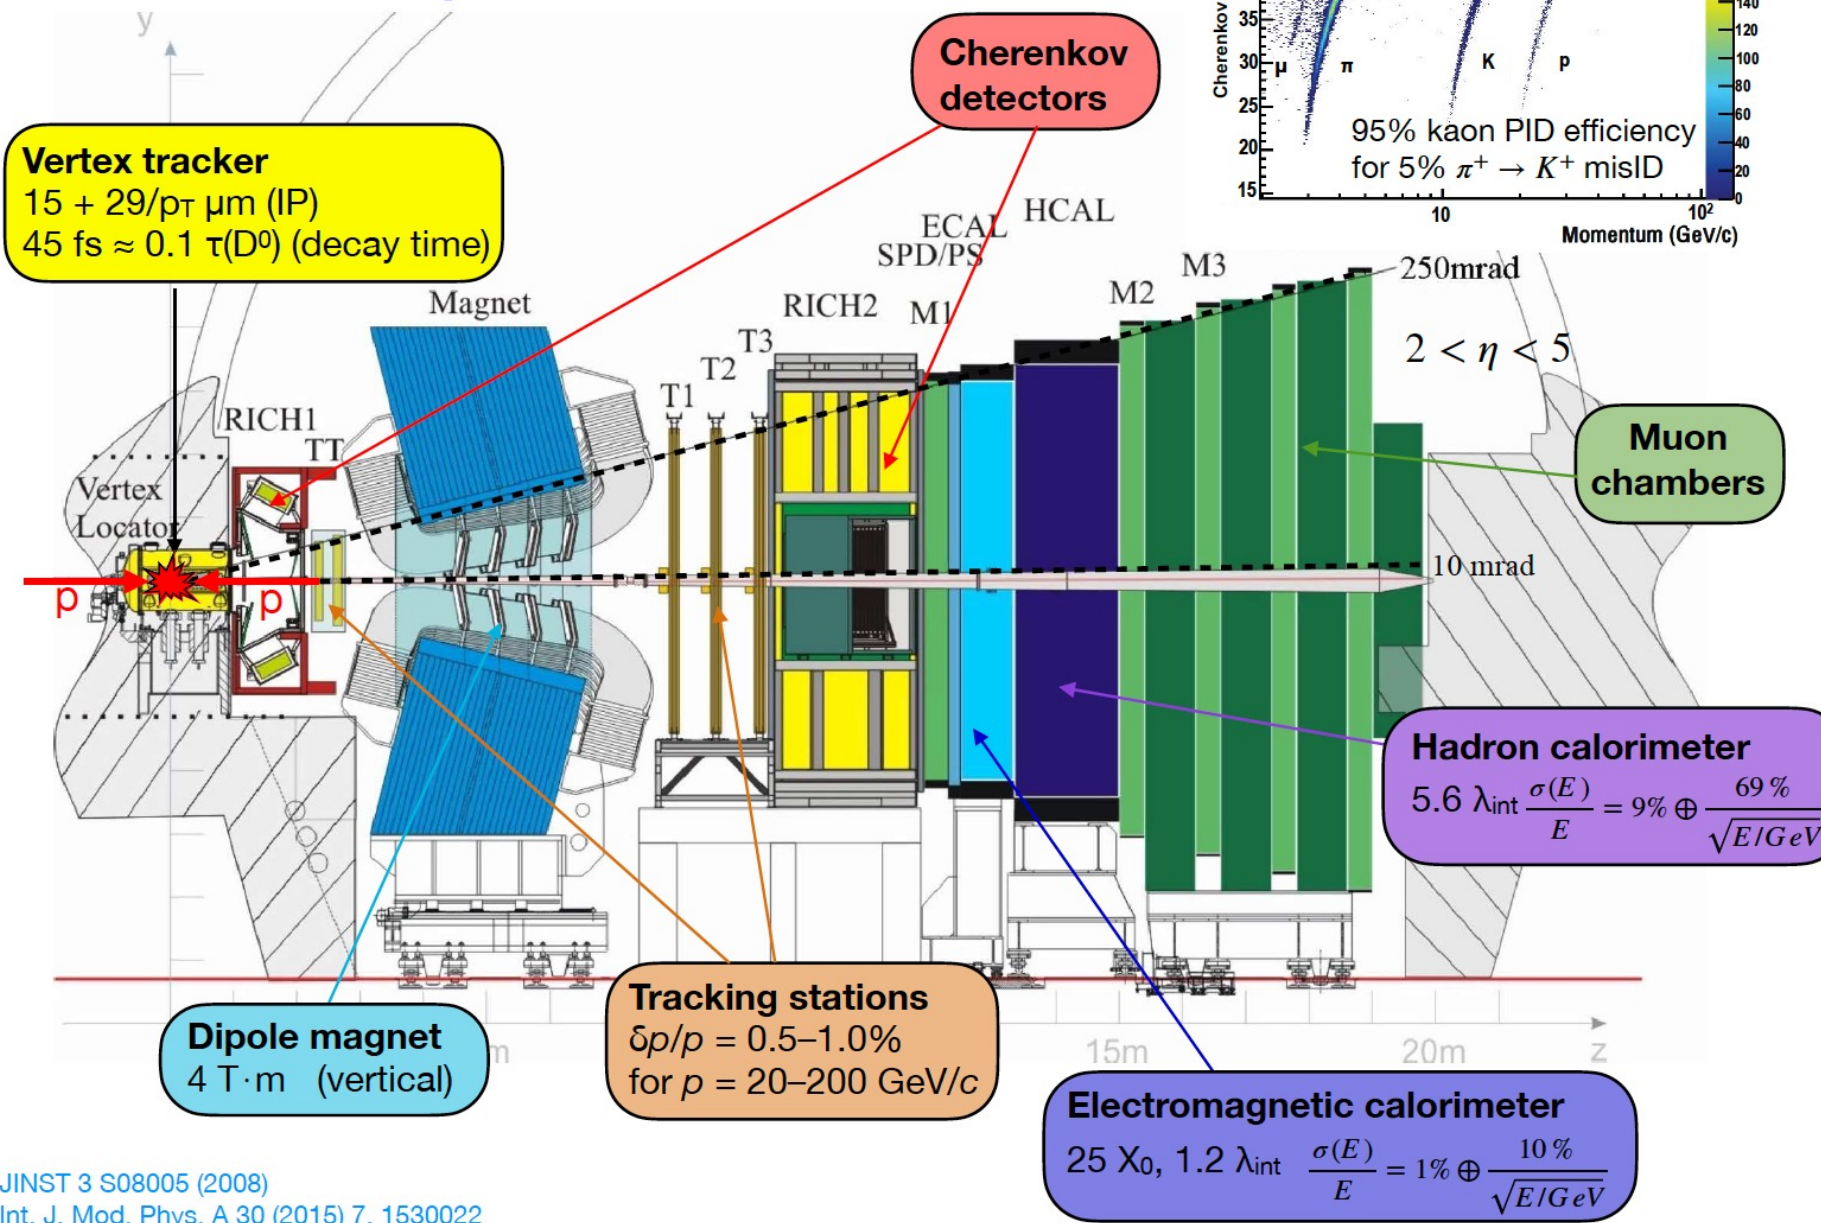 y
Cherenkov
35
30
25
20
15
μ
π
K
p
140
120
100
80
60
40
20
0
95% kaon PID efficiency
for 5% π⁺ → K⁺ misID
10
10²
Momentum (GeV/c)
Cherenkov
detectors
Vertex tracker
15 + 29/pT μm (IP)
45 fs ≈ 0.1 τ(D⁰) (decay time)
HCAL
ECAL
SPD/PS
M3
250mrad
M2
Magnet
RICH2
M1
T3
T2
T1
2 < η < 5
RICH1
TT
Muon
chambers
Vertex
Locator
10 mrad
p
p
Hadron calorimeter
5.6 λint σ(E)/E = 9% ⊕ 69 %/√E/GeV
Tracking stations
δp/p = 0.5–1.0%
for p = 20–200 GeV/c
Dipole magnet
4 T·m (vertical)
m
15m
20m
z
Electromagnetic calorimeter
25 X₀, 1.2 λint σ(E)/E = 1% ⊕ 10 %/√E/GeV
JINST 3 S08005 (2008)
Int. J. Mod. Phys. A 30 (2015) 7, 1530022